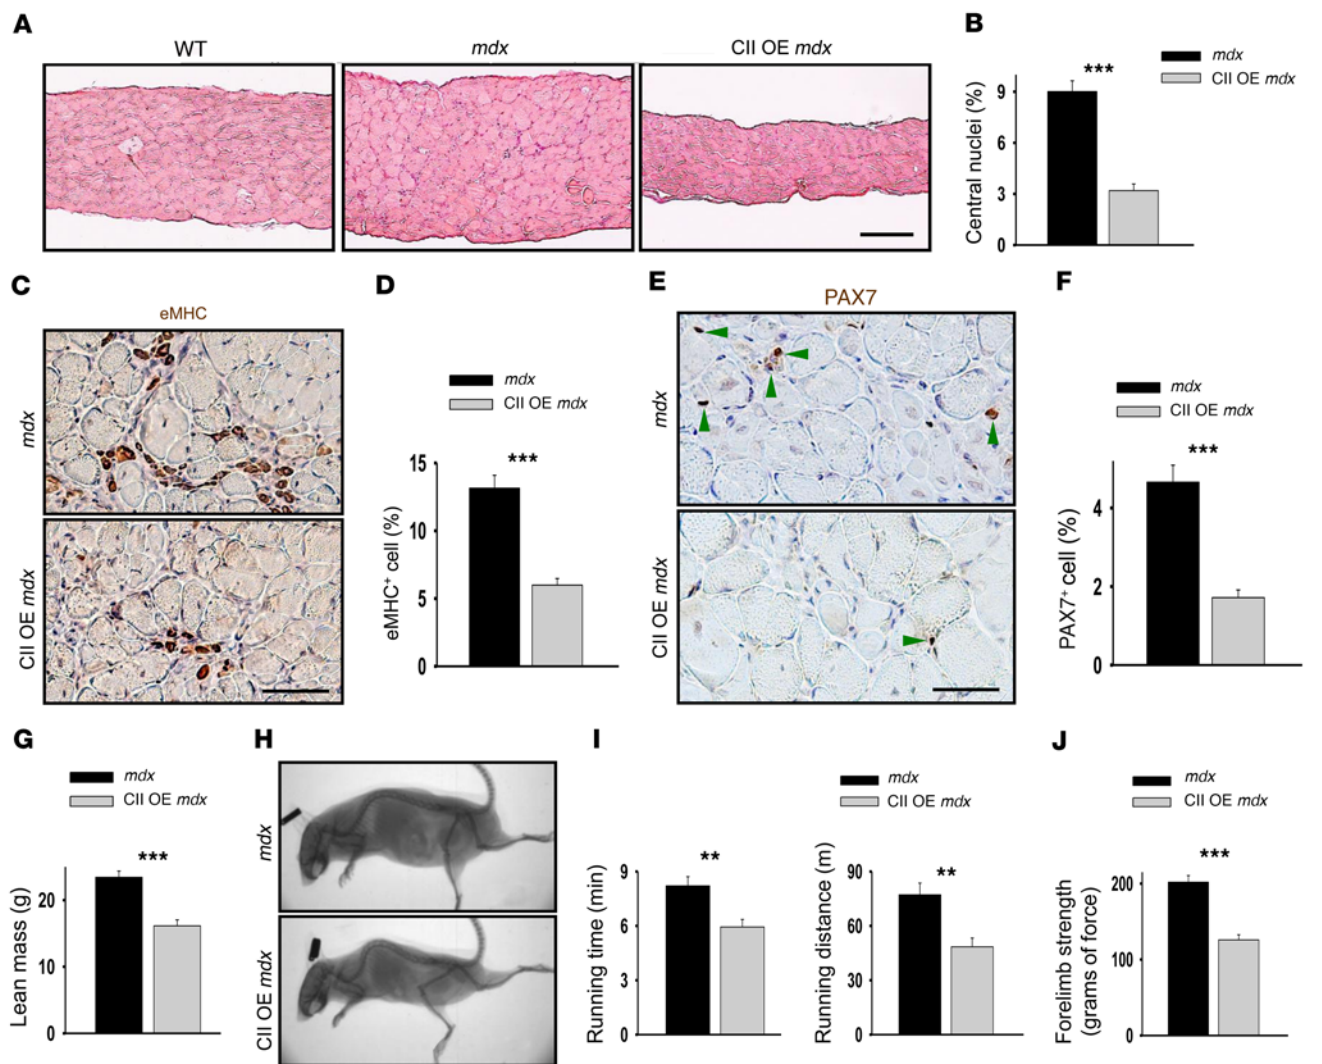 A
WT
mdx
CII OE mdx
B
mdx
CII OE mdx
***
Central nuclei (%)
9
6
3
0
C
eMHC
mdx
CII OE mdx
D
mdx
CII OE mdx
***
eMHC+ cell (%)
15
10
5
0
E
PAX7
mdx
CII OE mdx
F
mdx
CII OE mdx
***
PAX7+ cell (%)
4
2
0
G
mdx
CII OE mdx
***
Lean mass (g)
20
10
0
H
mdx
CII OE mdx
I
**
Running time (min)
9
6
3
0
mdx
CII OE mdx
**
Running distance (m)
90
60
30
0
J
mdx
CII OE mdx
***
Forelimb strength
(grams of force)
200
100
0